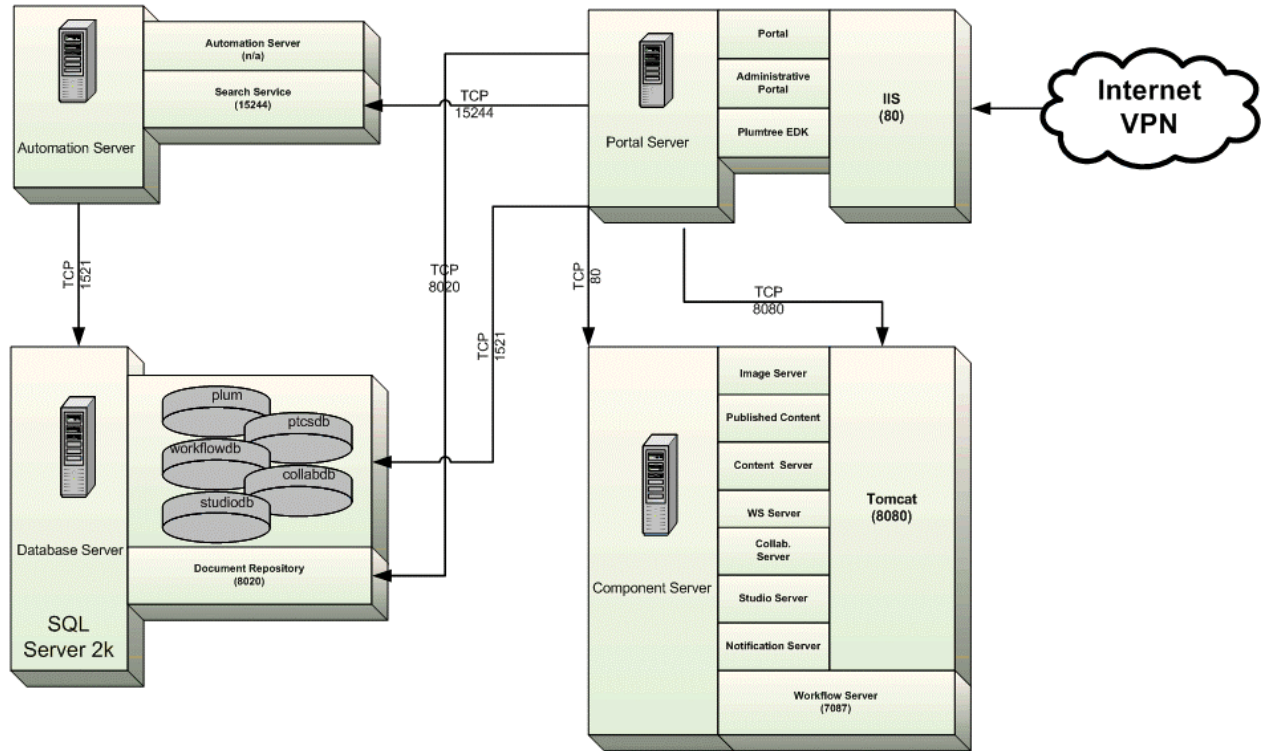 Automation Server
Automation Server
(n/a)
Search Service
(15244)
TCP
15244
Portal Server
Portal
Administrative
Portal
Plumtree EDK
IIS
(80)
Internet
VPN
TCP
1521
TCP
8020
TCP
1521
TCP
80
TCP
8080
Database Server
SQL
Server 2k
plum
ptcsdb
workflowdb
collabdb
studiodb
Document Repository
(8020)
Component Server
Image Server
Published Content
Content Server
WS Server
Collab.
Server
Studio Server
Notification Server
Tomcat
(8080)
Workflow Server
(7087)